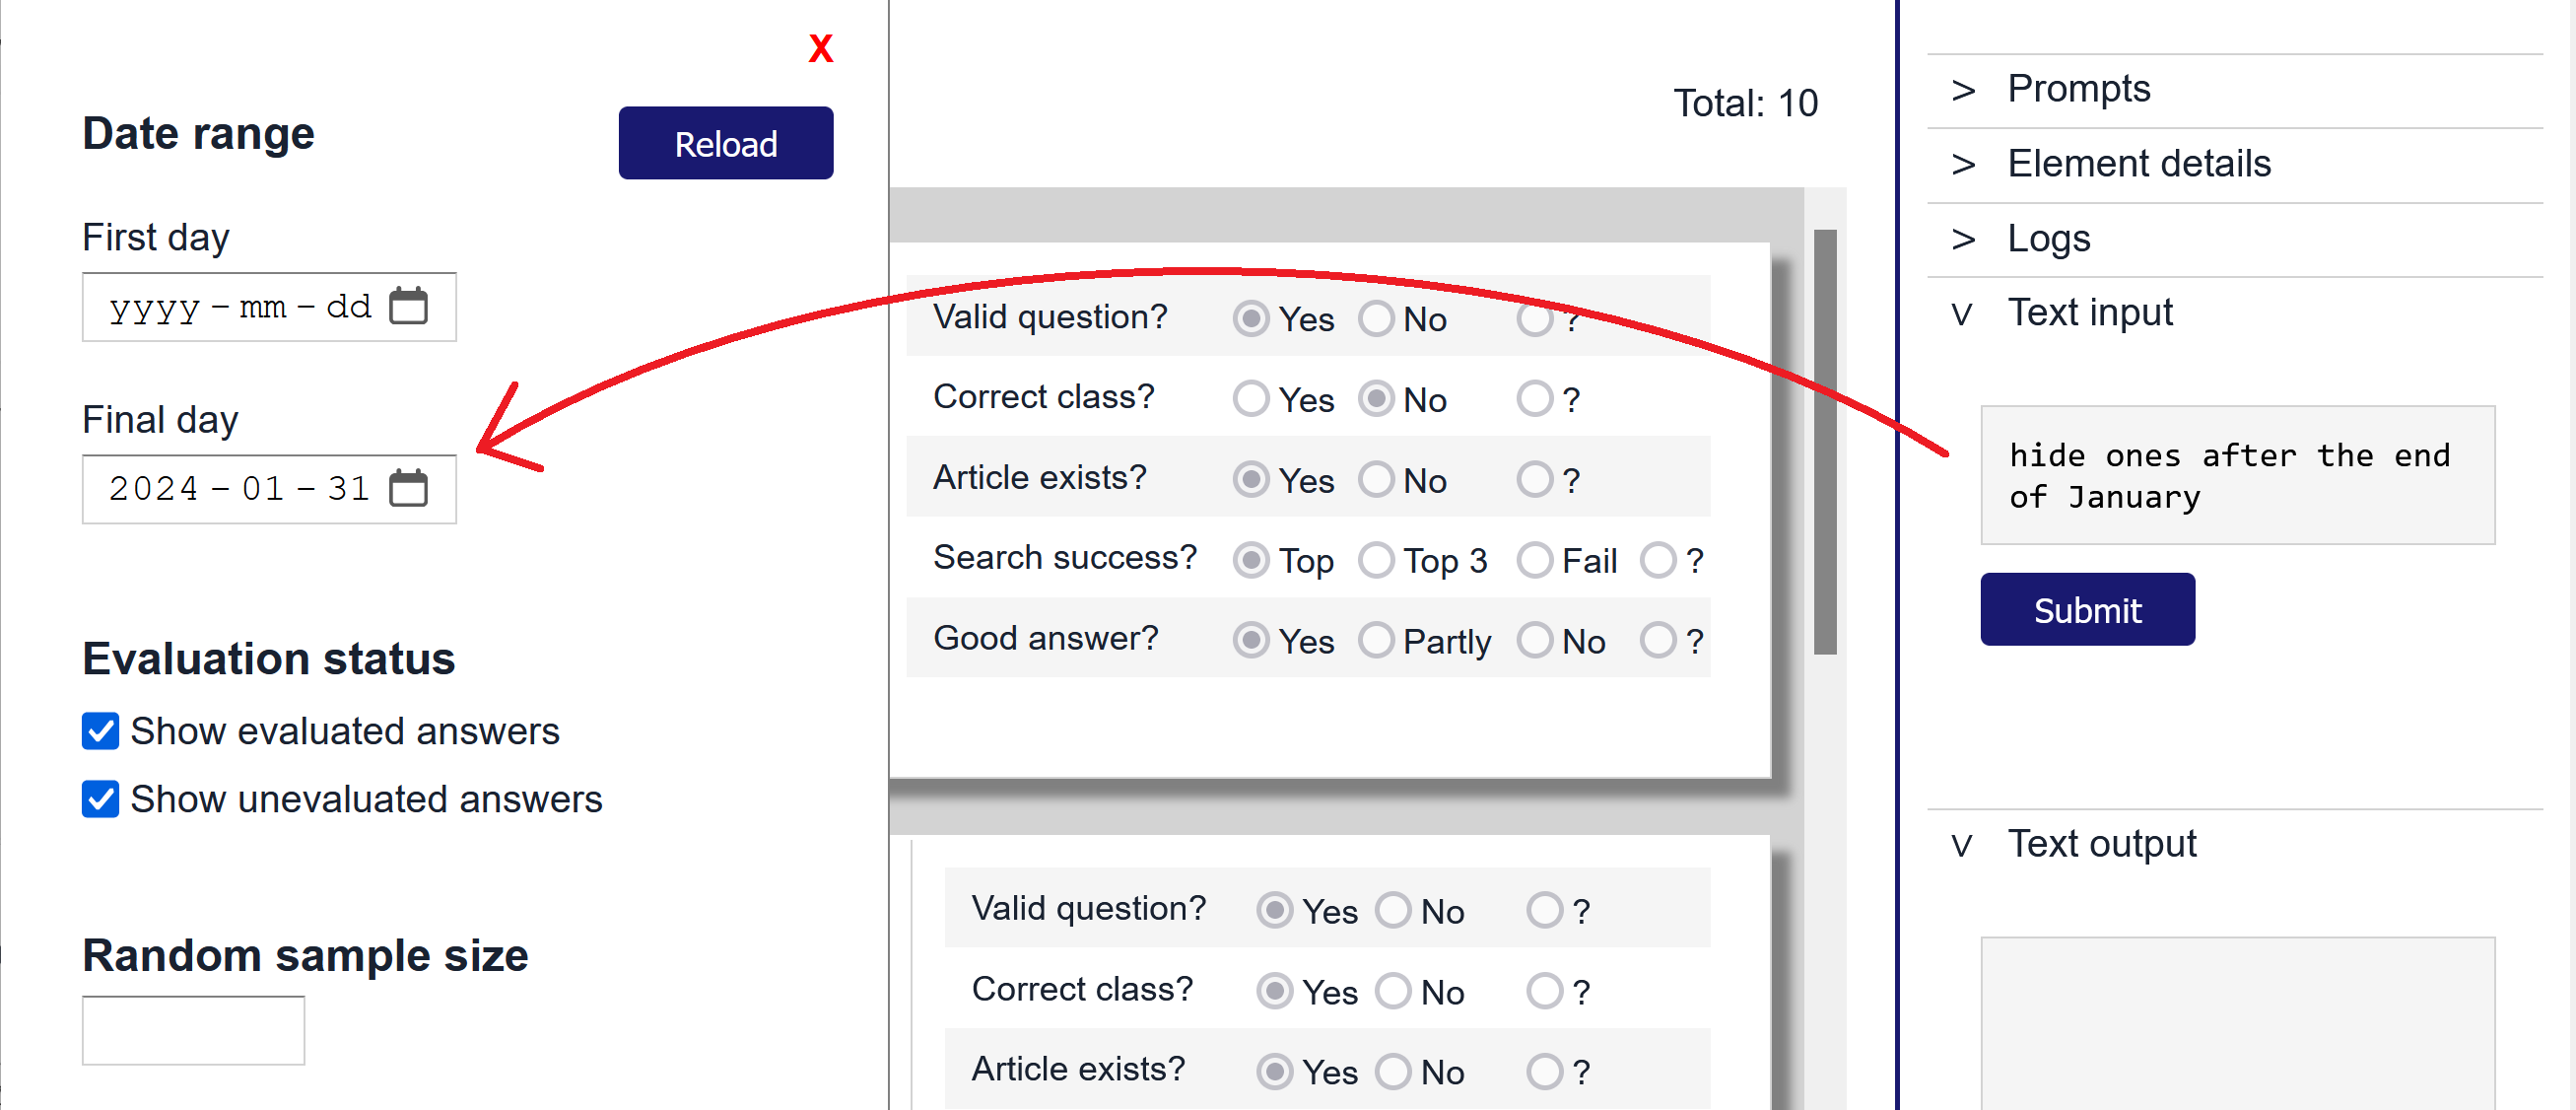 X
Date range
Reload
First day
yyyy-mm-dd
Final day
2024-01-31
Evaluation status
Show evaluated answers
Show unevaluated answers
Random sample size
Total: 10
Valid question? Yes No ?
Correct class? Yes No ?
Article exists? Yes No ?
Search success? Top Top 3 Fail ?
Good answer? Yes Partly No ?
Valid question? Yes No ?
Correct class? Yes No ?
Article exists? Yes No ?
> Prompts
> Element details
> Logs
v Text input
hide ones after the end
of January
Submit
v Text output